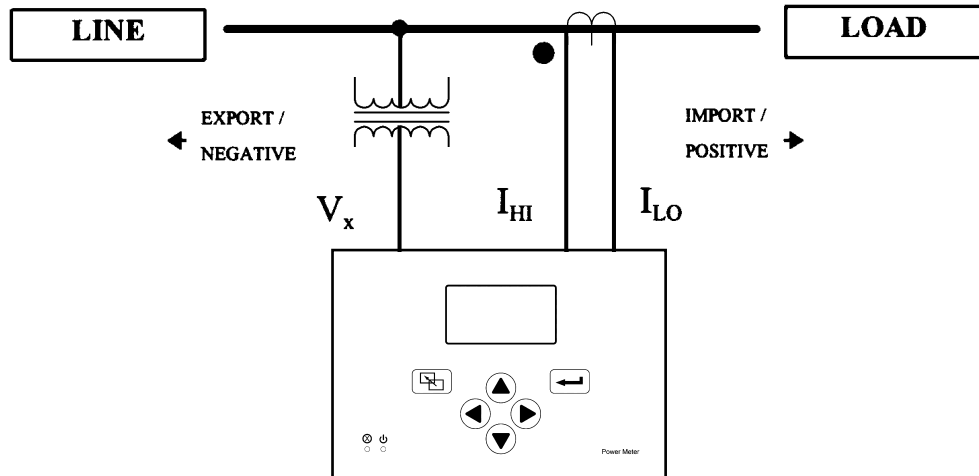 LINE
LOAD
EXPORT /
NEGATIVE
IMPORT /
POSITIVE
Vx
IHI
ILO
Power Meter